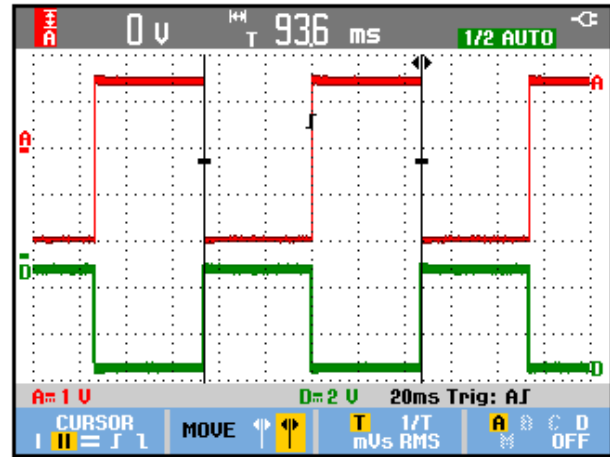 A 0 V T 93.6 ms 1/2 AUTO
A
A
D
D
A= 1 V D= 2 V 20ms Trig: A
CURSOR MOVE T 1/T A B C D
mVs RMS M OFF